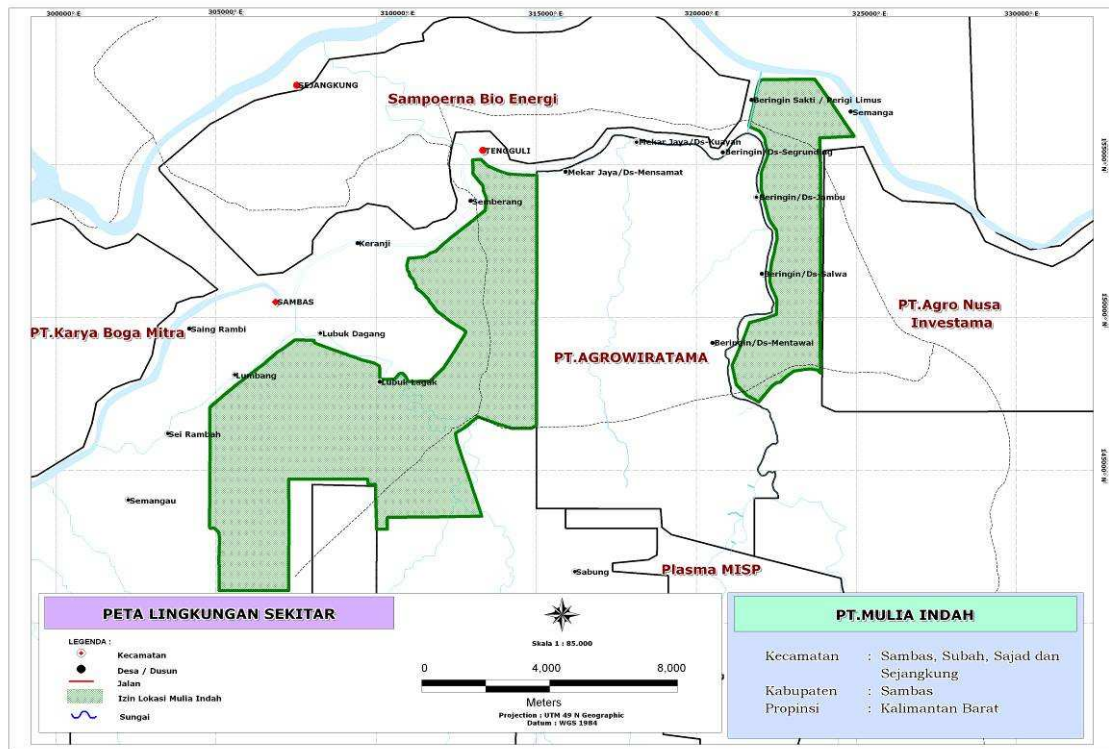 300000° E
305000° E
310000° E
315000° E
320000° E
325000° E
330000° E
SEJANGKUNG
Sampoerna Bio Energi
Beringin Sakti / Perigi Limus
Semanga
TENGGULI
Mekar Jaya/Ds-Kuayan
Beringin/Ds-Segrunding
155000° N
Mekar Jaya/Ds-Mensamat
Semberang
Beringin/Ds-Jambu
Keranji
Beringin/Ds-Salwa
SAMBAS
PT.Agro Nusa
Investama
150000° N
PT.Karya Boga Mitra
Saing Rambi
Lubuk Dagang
Beringin/Ds-Mentawai
PT.AGROWIRATAMA
Lumbang
Lubuk Lagak
Sei Rambah
145000° N
Semangau
Sabung
Plasma MISP
PETA LINGKUNGAN SEKITAR
LEGENDA :
Kecamatan
Desa / Dusun
Jalan
Izin Lokasi Mulia Indah
Sungai
Skala 1 : 85.000
0 4,000 8,000
Meters
Projection : UTM 49 N Geographic
Datum : WGS 1984
PT.MULIA INDAH
Kecamatan : Sambas, Subah, Sajad dan
Sejangkung
Kabupaten : Sambas
Propinsi : Kalimantan Barat